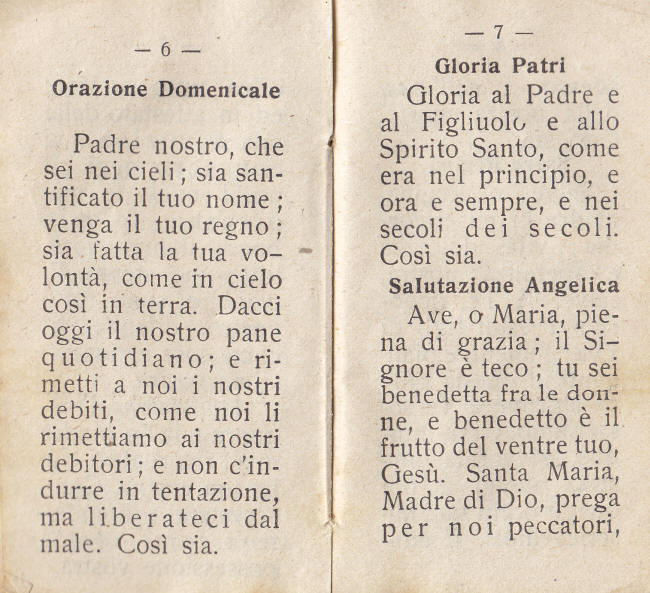 — 6 —
Orazione Domenicale
Padre nostro, che
sei nei cieli ; sia san-
tificato il tuo nome ;
venga il tuo regno ;
sia fatta la tua vo-
lontà, come in cielo
così in terra. Dacci
oggi il nostro pane
quotidiano ; e ri-
metti a noi i nostri
debiti, come noi li
rimettiamo ai nostri
debitori ; e non c'in-
durre in tentazione,
ma liberateci dal
male. Così sia.
— 7 —
Gloria Patri
Gloria al Padre e
al Figliuolo e allo
Spirito Santo, come
era nel principio, e
ora e sempre, e nei
secoli dei secoli.
Così sia.
Salutazione Angelica
Ave, o Maria, pie-
na di grazia ; il Si-
gnore è teco ; tu sei
benedetta fra le don-
ne, e benedetto è il
frutto del ventre tuo,
Gesù. Santa Maria,
Madre di Dio, prega
per noi peccatori,